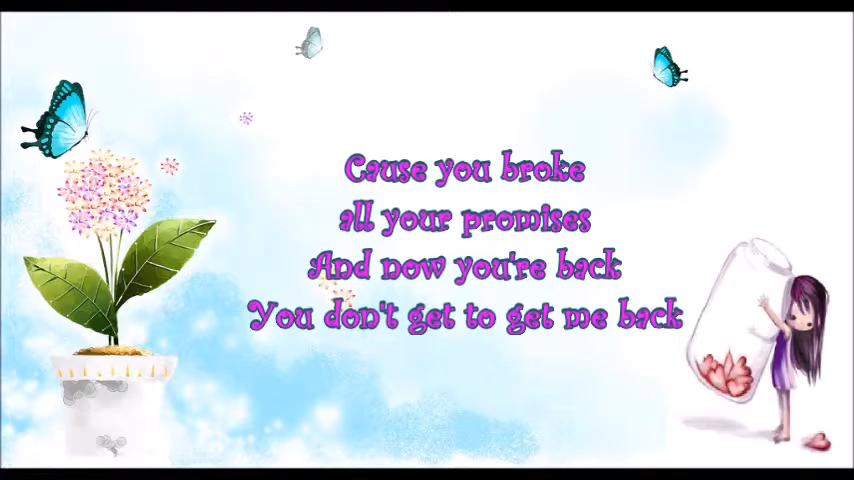 Cause you broke
all your promises
And now you're back
You don't get to get me back